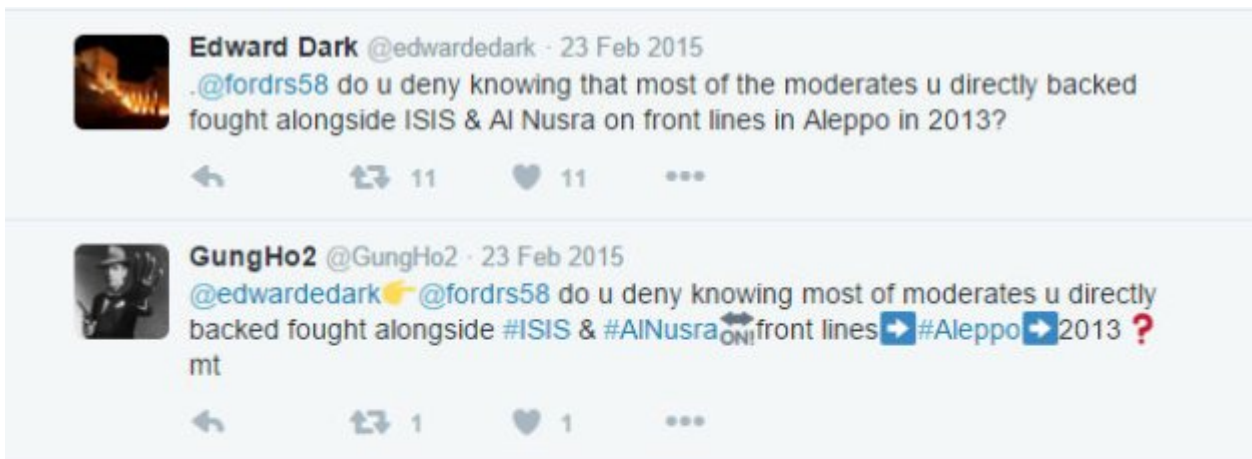 Edward Dark @edwardedark · 23 Feb 2015
.@fordrs58 do u deny knowing that most of the moderates u directly backed
fought alongside ISIS & Al Nusra on front lines in Aleppo in 2013?
11 11
GungHo2 @GungHo2 · 23 Feb 2015
@edwardedark👉@fordrs58 do u deny knowing most of moderates u directly
backed fought alongside #ISIS & #AlNusra🔛front lines➡#Aleppo➡2013❓
mt
1 1